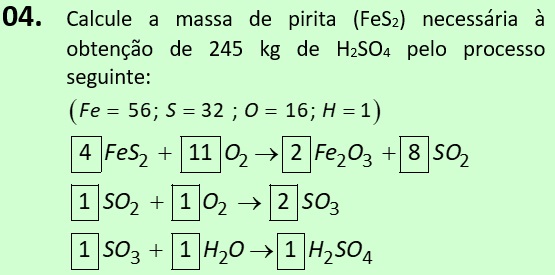 04. Calcule a massa de pirita (FeS₂) necessária à
obtenção de 245 kg de H₂SO₄ pelo processo
seguinte:
(Fe = 56; S = 32 ; O = 16; H = 1)
4 FeS₂ + 11 O₂ → 2 Fe₂O₃ + 8 SO₂
1 SO₂ + 1 O₂ → 2 SO₃
1 SO₃ + 1 H₂O → 1 H₂SO₄